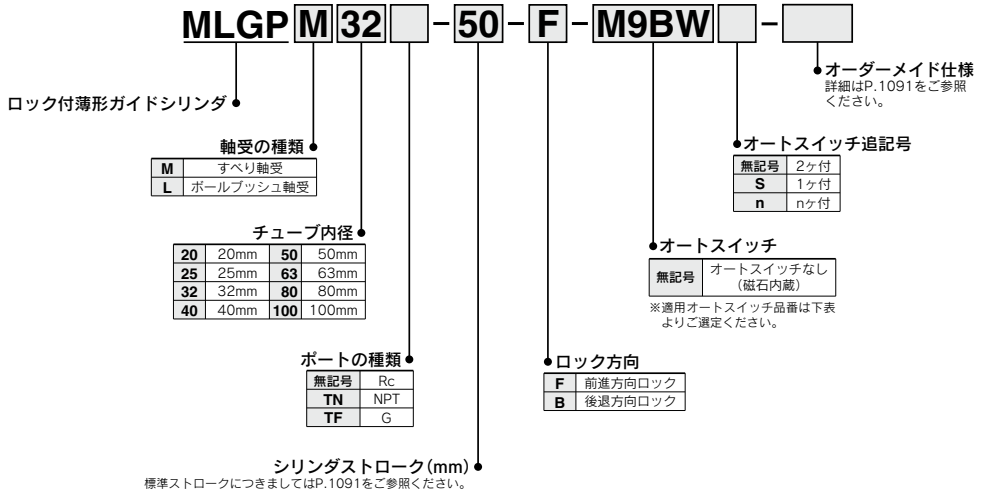 MLGP M 32 - 50 - F - M9BW -
ロック付薄形ガイドシリンダ
軸受の種類
M すべり軸受
L ボールブッシュ軸受
チューブ内径
20 20mm 50 50mm
25 25mm 63 63mm
32 32mm 80 80mm
40 40mm 100 100mm
ポートの種類
無記号 Rc
TN NPT
TF G
シリンダストローク(mm)
標準ストロークにつきましてはP.1091をご参照ください。
ロック方向
F 前進方向ロック
B 後退方向ロック
オートスイッチ
無記号 オートスイッチなし
(磁石内蔵)
※適用オートスイッチ品番は下表
よりご選定ください。
オートスイッチ追記号
無記号 2ヶ付
S 1ヶ付
n nヶ付
オーダーメイド仕様
詳細はP.1091をご参照
ください。